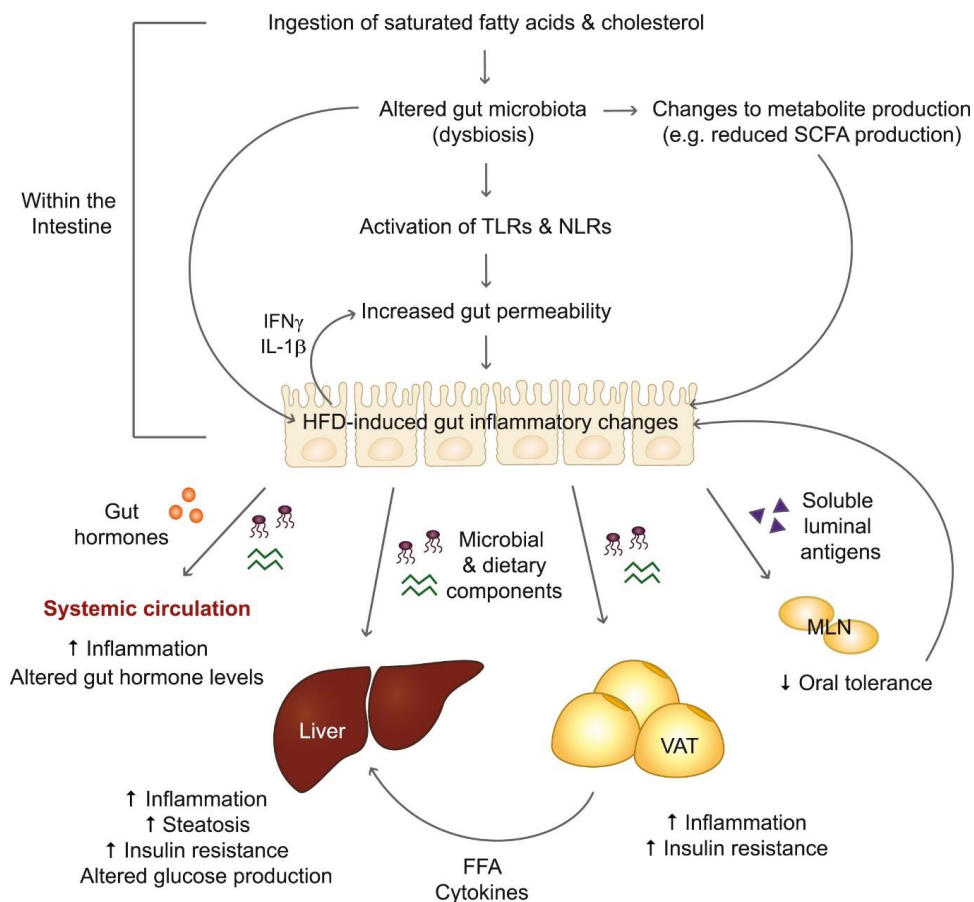 Ingestion of saturated fatty acids & cholesterol
Altered gut microbiota
(dysbiosis)
Changes to metabolite production
(e.g. reduced SCFA production)
Within the
Intestine
Activation of TLRs & NLRs
Increased gut permeability
IFNγ
IL-1β
HFD-induced gut inflammatory changes
Gut
hormones
Microbial
& dietary
components
Soluble
luminal
antigens
Systemic circulation
↑ Inflammation
Altered gut hormone levels
MLN
↓ Oral tolerance
Liver
VAT
↑ Inflammation
↑ Steatosis
↑ Insulin resistance
Altered glucose production
FFA
Cytokines
↑ Inflammation
↑ Insulin resistance